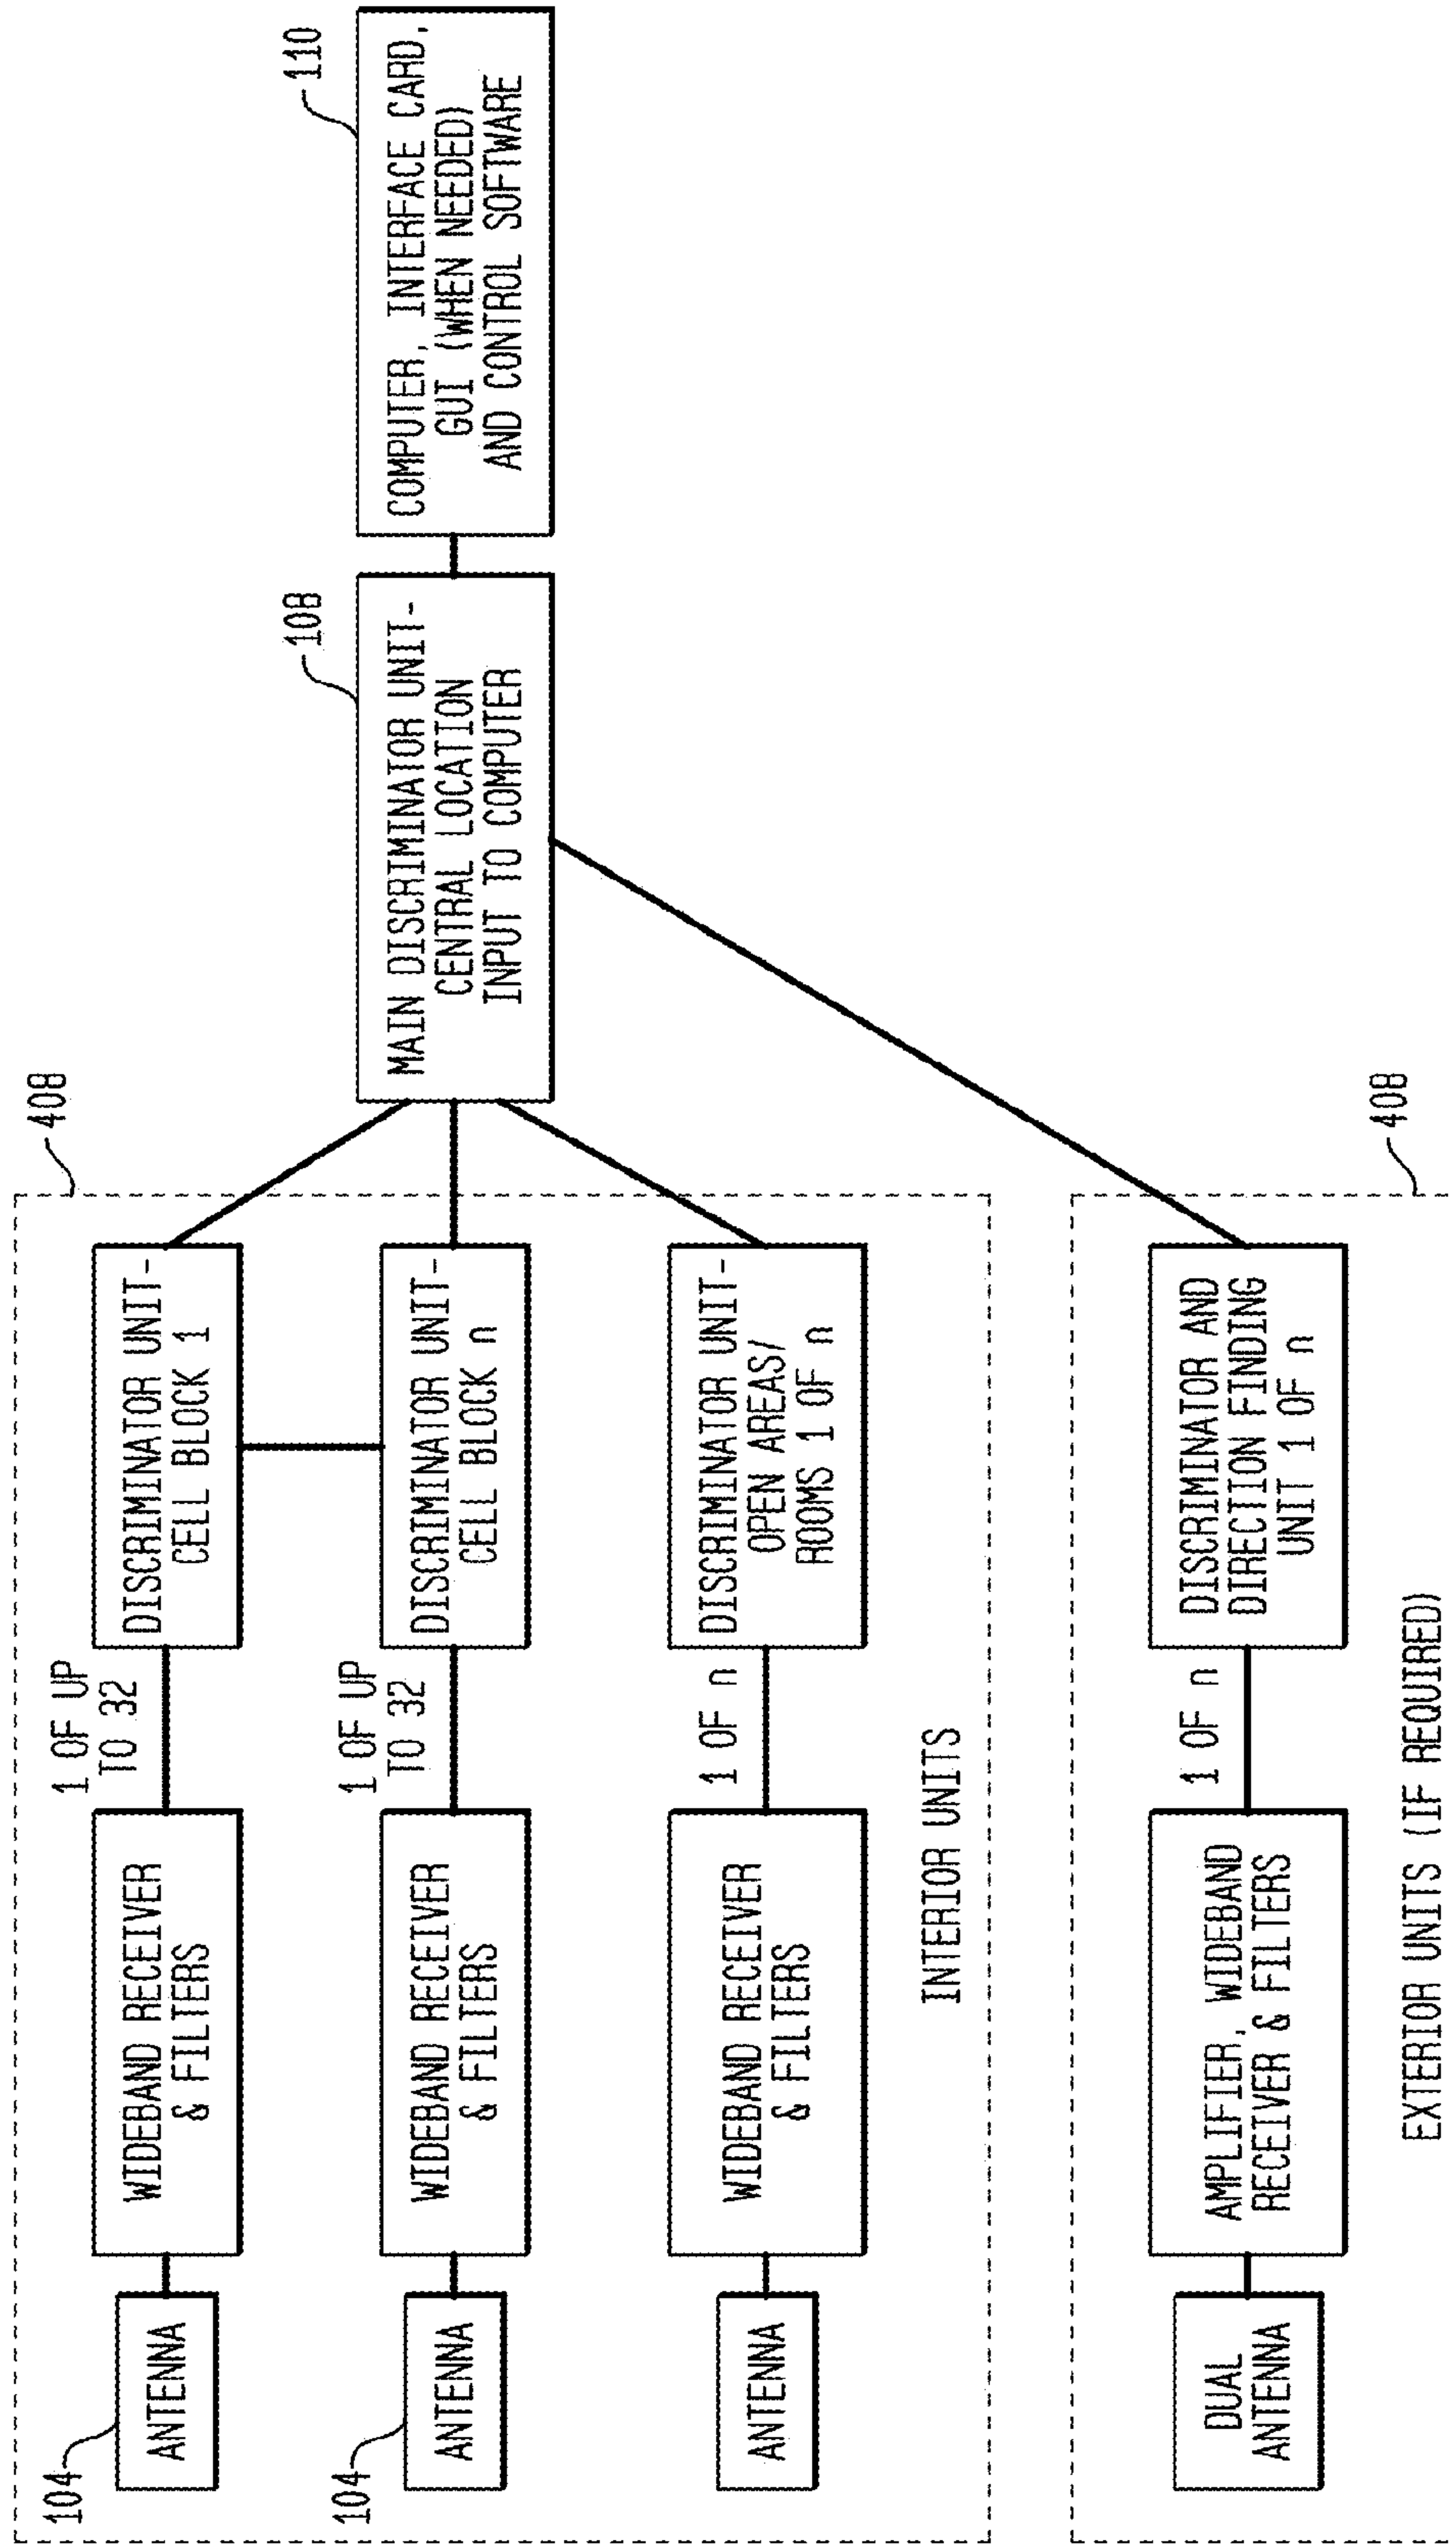 104
ANTENNA
WIDEBAND RECEIVER
& FILTERS
1 OF UP
TO 32
DISCRIMINATOR UNIT-
CELL BLOCK 1
408
104
ANTENNA
WIDEBAND RECEIVER
& FILTERS
1 OF UP
TO 32
DISCRIMINATOR UNIT-
CELL BLOCK n
108
MAIN DISCRIMINATOR UNIT-
CENTRAL LOCATION
INPUT TO COMPUTER
110
COMPUTER, INTERFACE CARD,
GUI (WHEN NEEDED)
AND CONTROL SOFTWARE
ANTENNA
WIDEBAND RECEIVER
& FILTERS
1 OF n
DISCRIMINATOR UNIT-
OPEN AREAS/
ROOMS 1 OF n
INTERIOR UNITS
DUAL
ANTENNA
AMPLIFIER, WIDEBAND
RECEIVER & FILTERS
1 OF n
DISCRIMINATOR AND
DIRECTION FINDING
UNIT 1 OF n
408
EXTERIOR UNITS (IF REQUIRED)